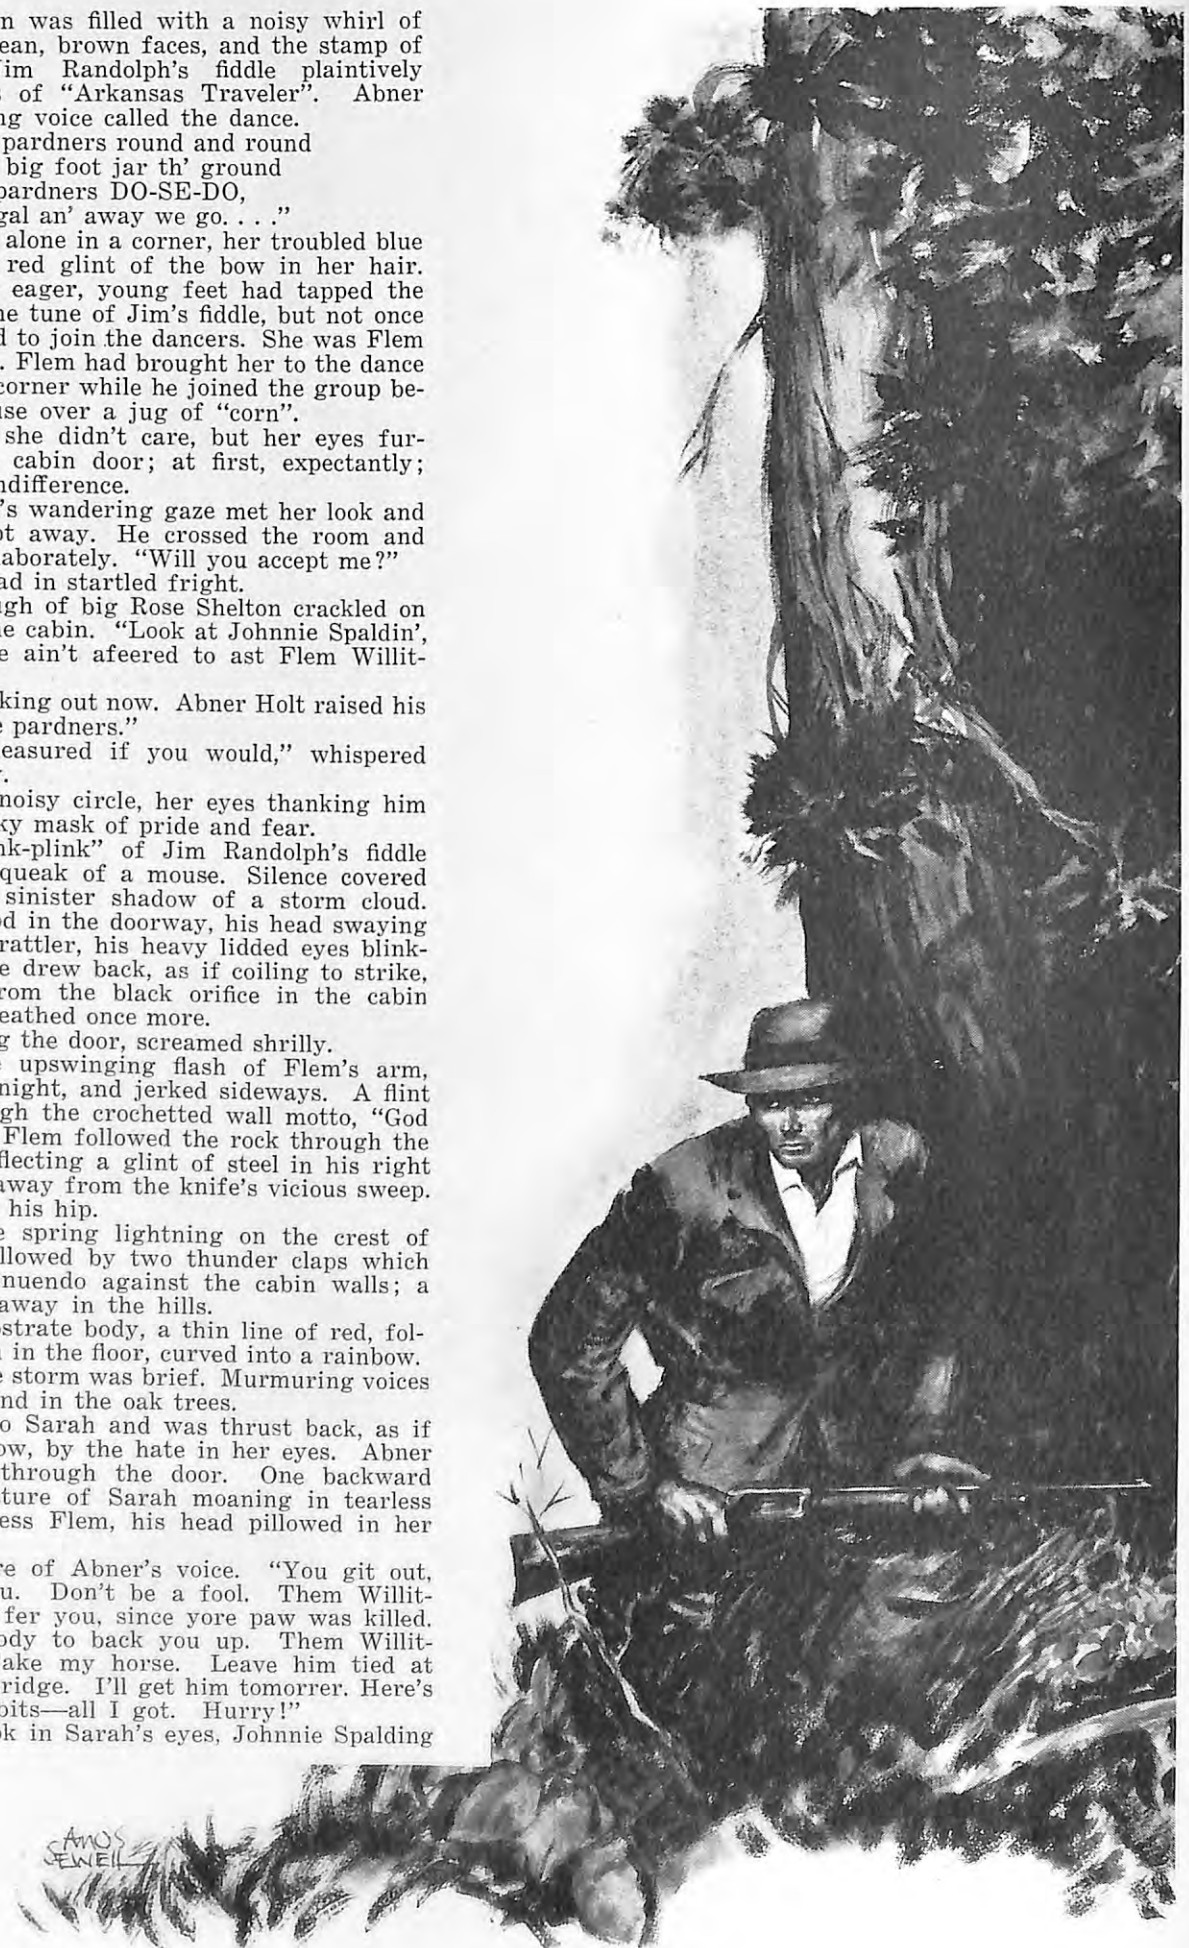 n was filled with a noisy whirl of
ean, brown faces, and the stamp of
im Randolph's fiddle plaintively
of “Arkansas Traveler”. Abner
ng voice called the dance.
pardners round and round
big foot jar th' ground
pardners DO-SE-DO,
gal an' away we go. . . .”
alone in a corner, her troubled blue
red glint of the bow in her hair.
eager, young feet had tapped the
ne tune of Jim's fiddle, but not once
d to join the dancers. She was Flem
. Flem had brought her to the dance
corner while he joined the group be-
use over a jug of “corn”.
she didn't care, but her eyes fur-
cabin door; at first, expectantly;
ndifference.
's wandering gaze met her look and
pt away. He crossed the room and
aborately. “Will you accept me?”
ad in startled fright.
ugh of big Rose Shelton crackled on
he cabin. “Look at Johnnie Spaldin',
e ain't afeered to ast Flem Willit-
king out now. Abner Holt raised his
e pardners.”
easured if you would,” whispered
y.
noisy circle, her eyes thanking him
ky mask of pride and fear.
nk-plink” of Jim Randolph's fiddle
queak of a mouse. Silence covered
sinister shadow of a storm cloud.
od in the doorway, his head swaying
rattler, his heavy lidded eyes blink-
e drew back, as if coiling to strike,
rom the black orifice in the cabin
eathed once more.
g the door, screamed shrilly.
e upswinging flash of Flem's arm,
night, and jerked sideways. A flint
ugh the crochetted wall motto, “God
Flem followed the rock through the
flecting a glint of steel in his right
away from the knife's vicious sweep.
his hip.
e spring lightning on the crest of
llowed by two thunder claps which
nuendo against the cabin walls; a
away in the hills.
strate body, a thin line of red, fol-
n in the floor, curved into a rainbow.
e storm was brief. Murmuring voices
nd in the oak trees.
o Sarah and was thrust back, as if
ow, by the hate in her eyes. Abner
through the door. One backward
ture of Sarah moaning in tearless
ess Flem, his head pillowed in her
re of Abner's voice. “You git out,
u. Don't be a fool. Them Willit-
fer you, since yore paw was killed.
ody to back you up. Them Willit-
ake my horse. Leave him tied at
ridge. I'll get him tomorrer. Here's
bits—all I got. Hurry!”
ok in Sarah's eyes, Johnnie Spalding
AMOS
SEWELL